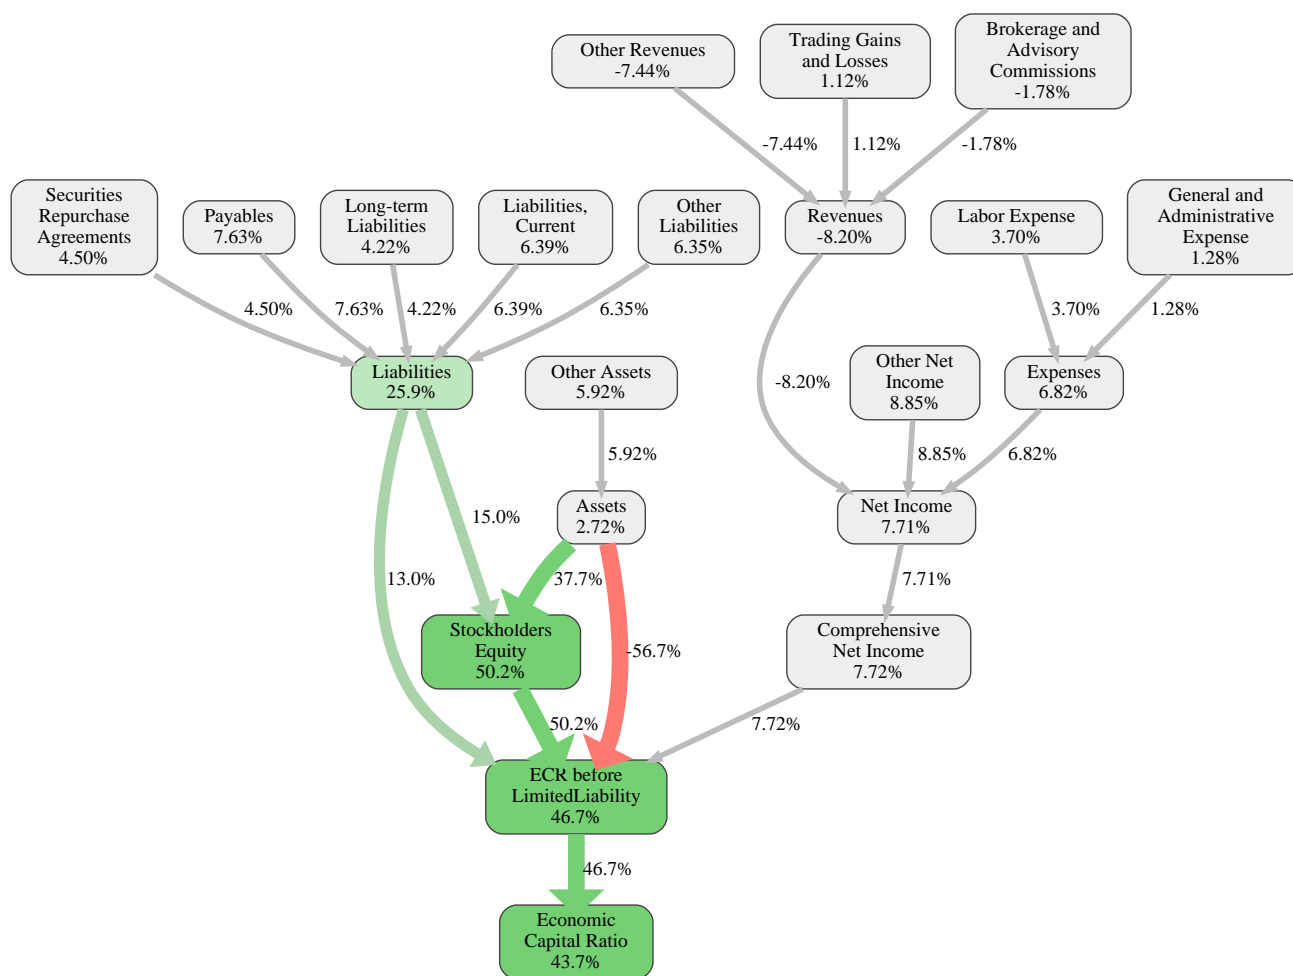 Other Revenues
-7.44%
Trading Gains
and Losses
1.12%
Brokerage and
Advisory
Commissions
-1.78%
-7.44%
1.12%
-1.78%
Securities
Repurchase
Agreements
4.50%
Payables
7.63%
Long-term
Liabilities
4.22%
Liabilities,
Current
6.39%
Other
Liabilities
6.35%
Revenues
-8.20%
Labor Expense
3.70%
General and
Administrative
Expense
1.28%
4.50%
7.63%
4.22%
6.39%
6.35%
3.70%
1.28%
Liabilities
25.9%
Other Assets
5.92%
-8.20%
Other Net
Income
8.85%
Expenses
6.82%
5.92%
8.85%
6.82%
15.0%
Assets
2.72%
Net Income
7.71%
13.0%
37.7%
7.71%
Stockholders
Equity
50.2%
-56.7%
Comprehensive
Net Income
7.72%
50.2%
7.72%
ECR before
LimitedLiability
46.7%
46.7%
Economic
Capital Ratio
43.7%